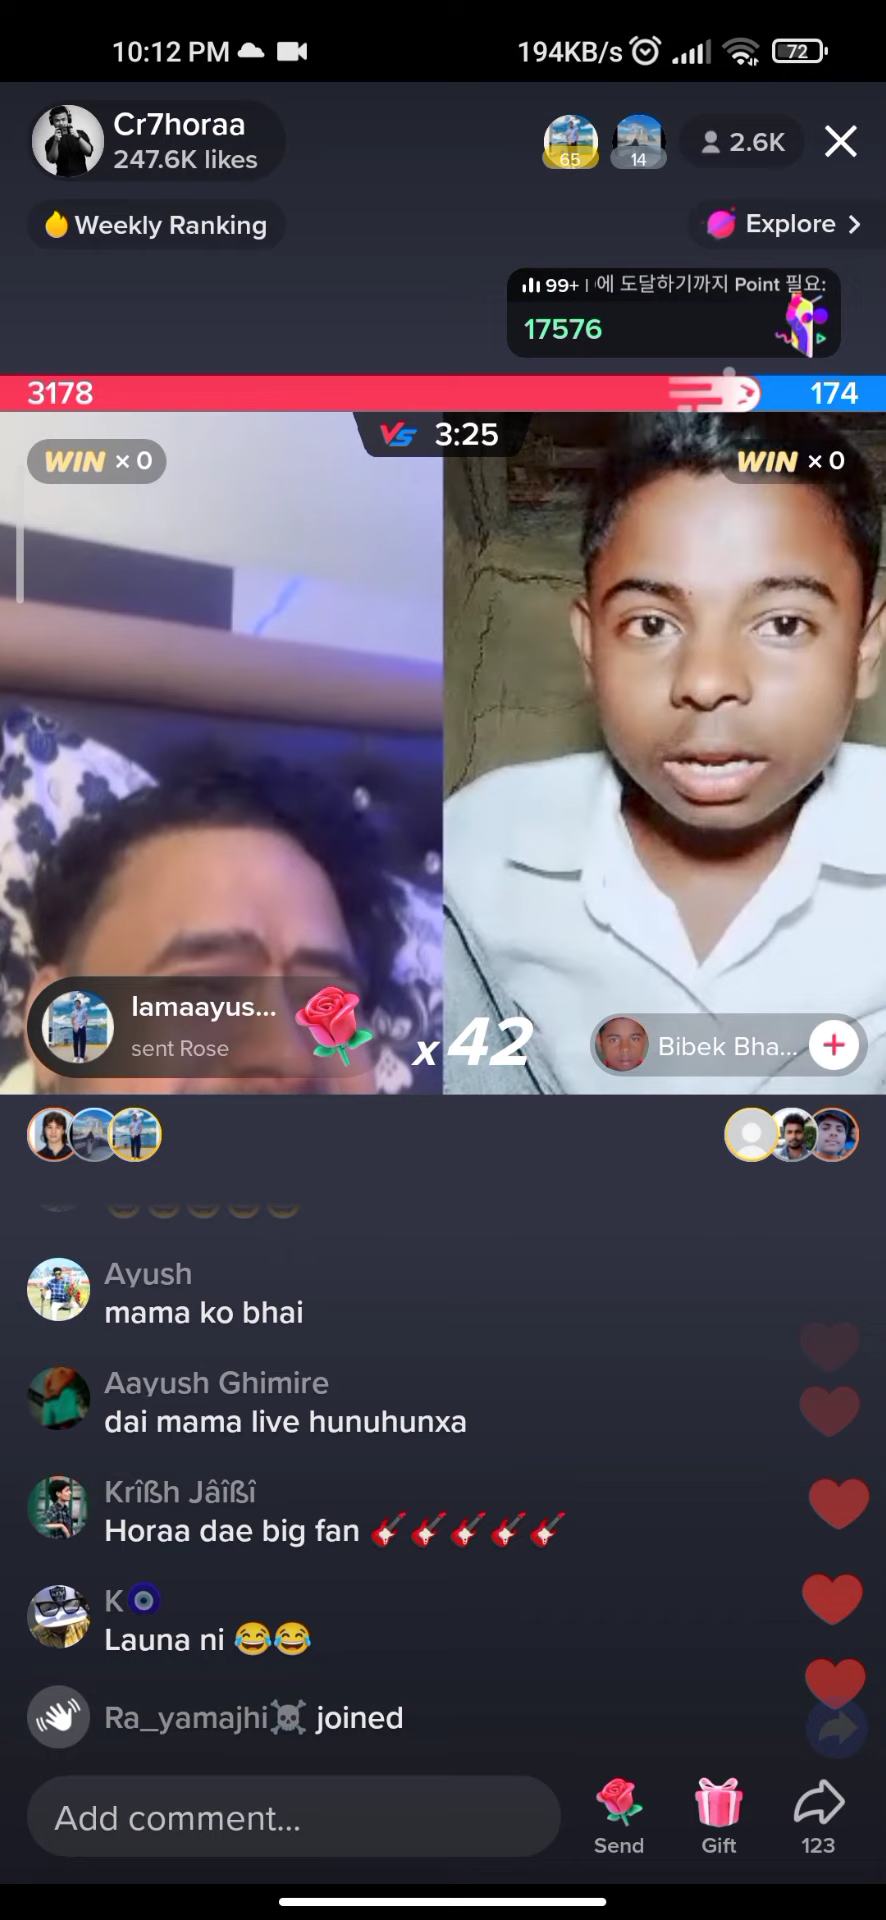 10:12 PM
194KB/s
72
Cr7horaa
247.6K likes
65
14
2.6K
Weekly Ranking
Explore
99+
에 도달하기까지 Point 필요:
17576
3178
174
VS 3:25
WIN × 0
WIN × 0
lamaayus...
sent Rose
x 42
Bibek Bha...
Ayush
mama ko bhai
Aayush Ghimire
dai mama live hunuhunxa
Krîßh Jâîßî
Horaa dae big fan 🎸🎸🎸🎸🎸
K🧿
Launa ni 😂😂
Ra_yamajhi☠️ joined
Add comment...
Send
Gift
123